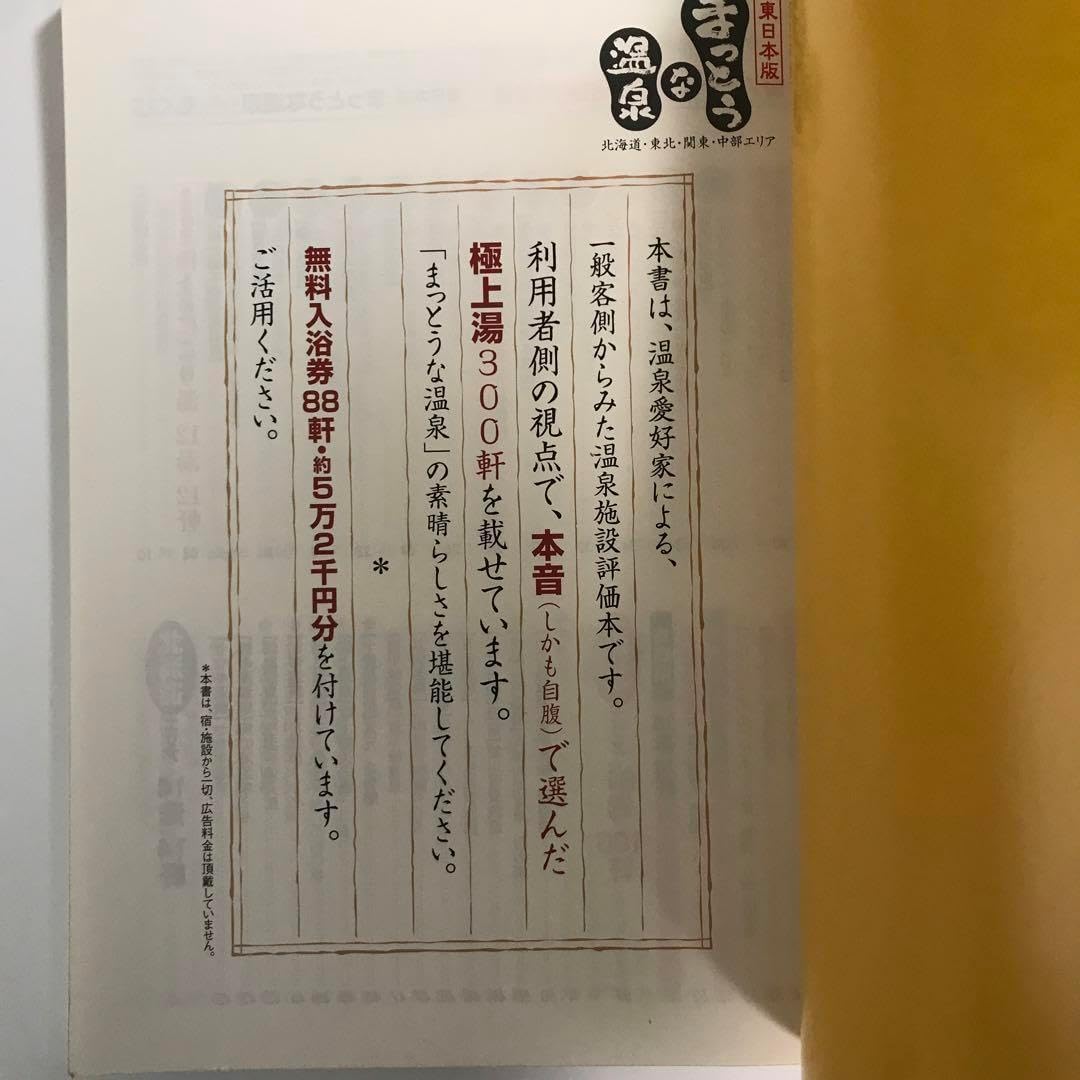 東日本版
まっとう
な
温泉
北海道・東北・関東・中部エリア
本書は、温泉愛好家による、
一般客側からみた温泉施設評価本です。
利用者側の視点で、本音（しかも自腹）で選んだ
極上湯３００軒を載せています。
「まっとうな温泉」の素晴らしさを堪能してください。
＊
無料入浴券88軒・約5万2千円分を付けています。
ご活用ください。
＊本書は、宿・施設から一切、広告料金は頂戴していません。